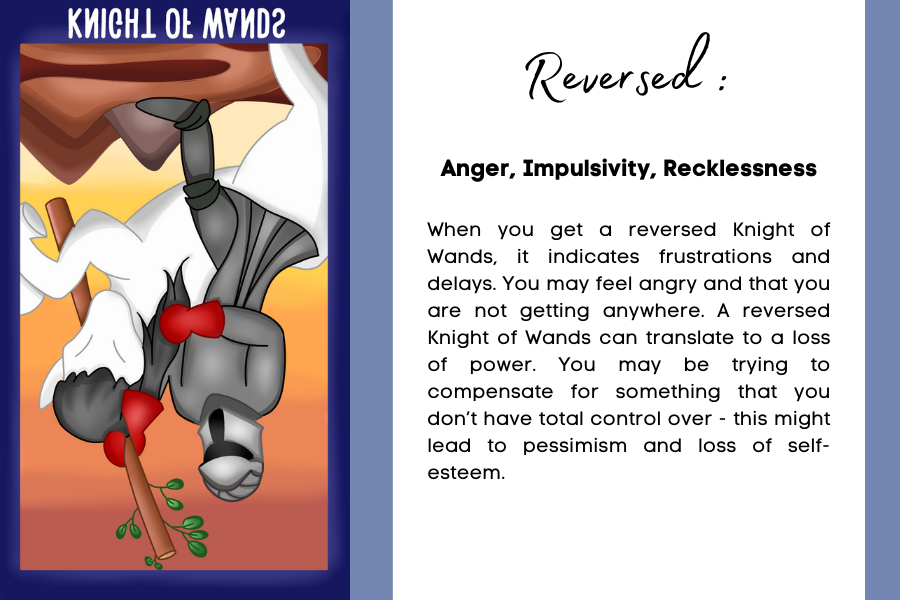 KNIGHT OF WANDS
Reversed :
Anger, Impulsivity, Recklessness
When you get a reversed Knight of
Wands, it indicates frustrations and
delays. You may feel angry and that you
are not getting anywhere. A reversed
Knight of Wands can translate to a loss
of power. You may be trying to
compensate for something that you
don't have total control over - this might
lead to pessimism and loss of self-
esteem.